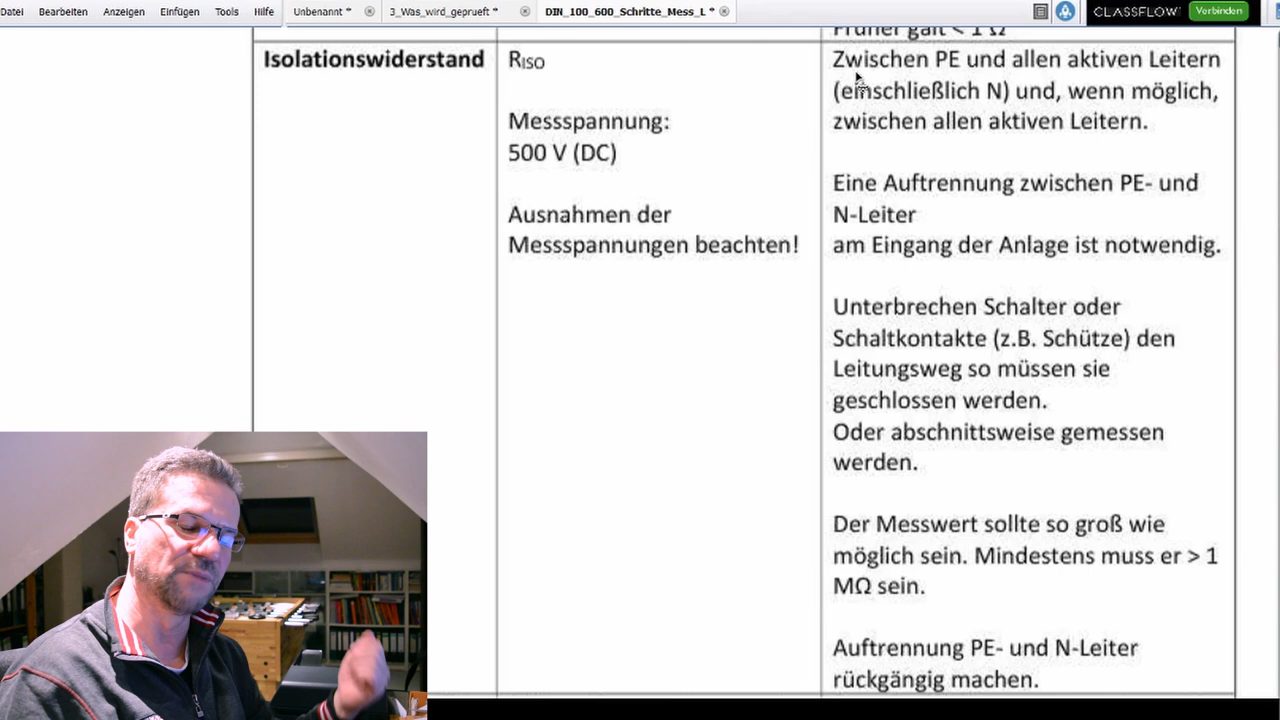 Datei Bearbeiten Anzeigen Einfügen Tools Hilfe Unbenannt * 3_Was_wird_geprueft * DIN_100_600_Schritte_Mess_L * CLASSFLOW Verbinden
Früher galt < 1 Ω
Isolationswiderstand
RISO
Messspannung:
500 V (DC)
Ausnahmen der
Messspannungen beachten!
Zwischen PE und allen aktiven Leitern
(einschließlich N) und, wenn möglich,
zwischen allen aktiven Leitern.
Eine Auftrennung zwischen PE- und
N-Leiter
am Eingang der Anlage ist notwendig.
Unterbrechen Schalter oder
Schaltkontakte (z.B. Schütze) den
Leitungsweg so müssen sie
geschlossen werden.
Oder abschnittsweise gemessen
werden.
Der Messwert sollte so groß wie
möglich sein. Mindestens muss er > 1
MΩ sein.
Auftrennung PE- und N-Leiter
rückgängig machen.